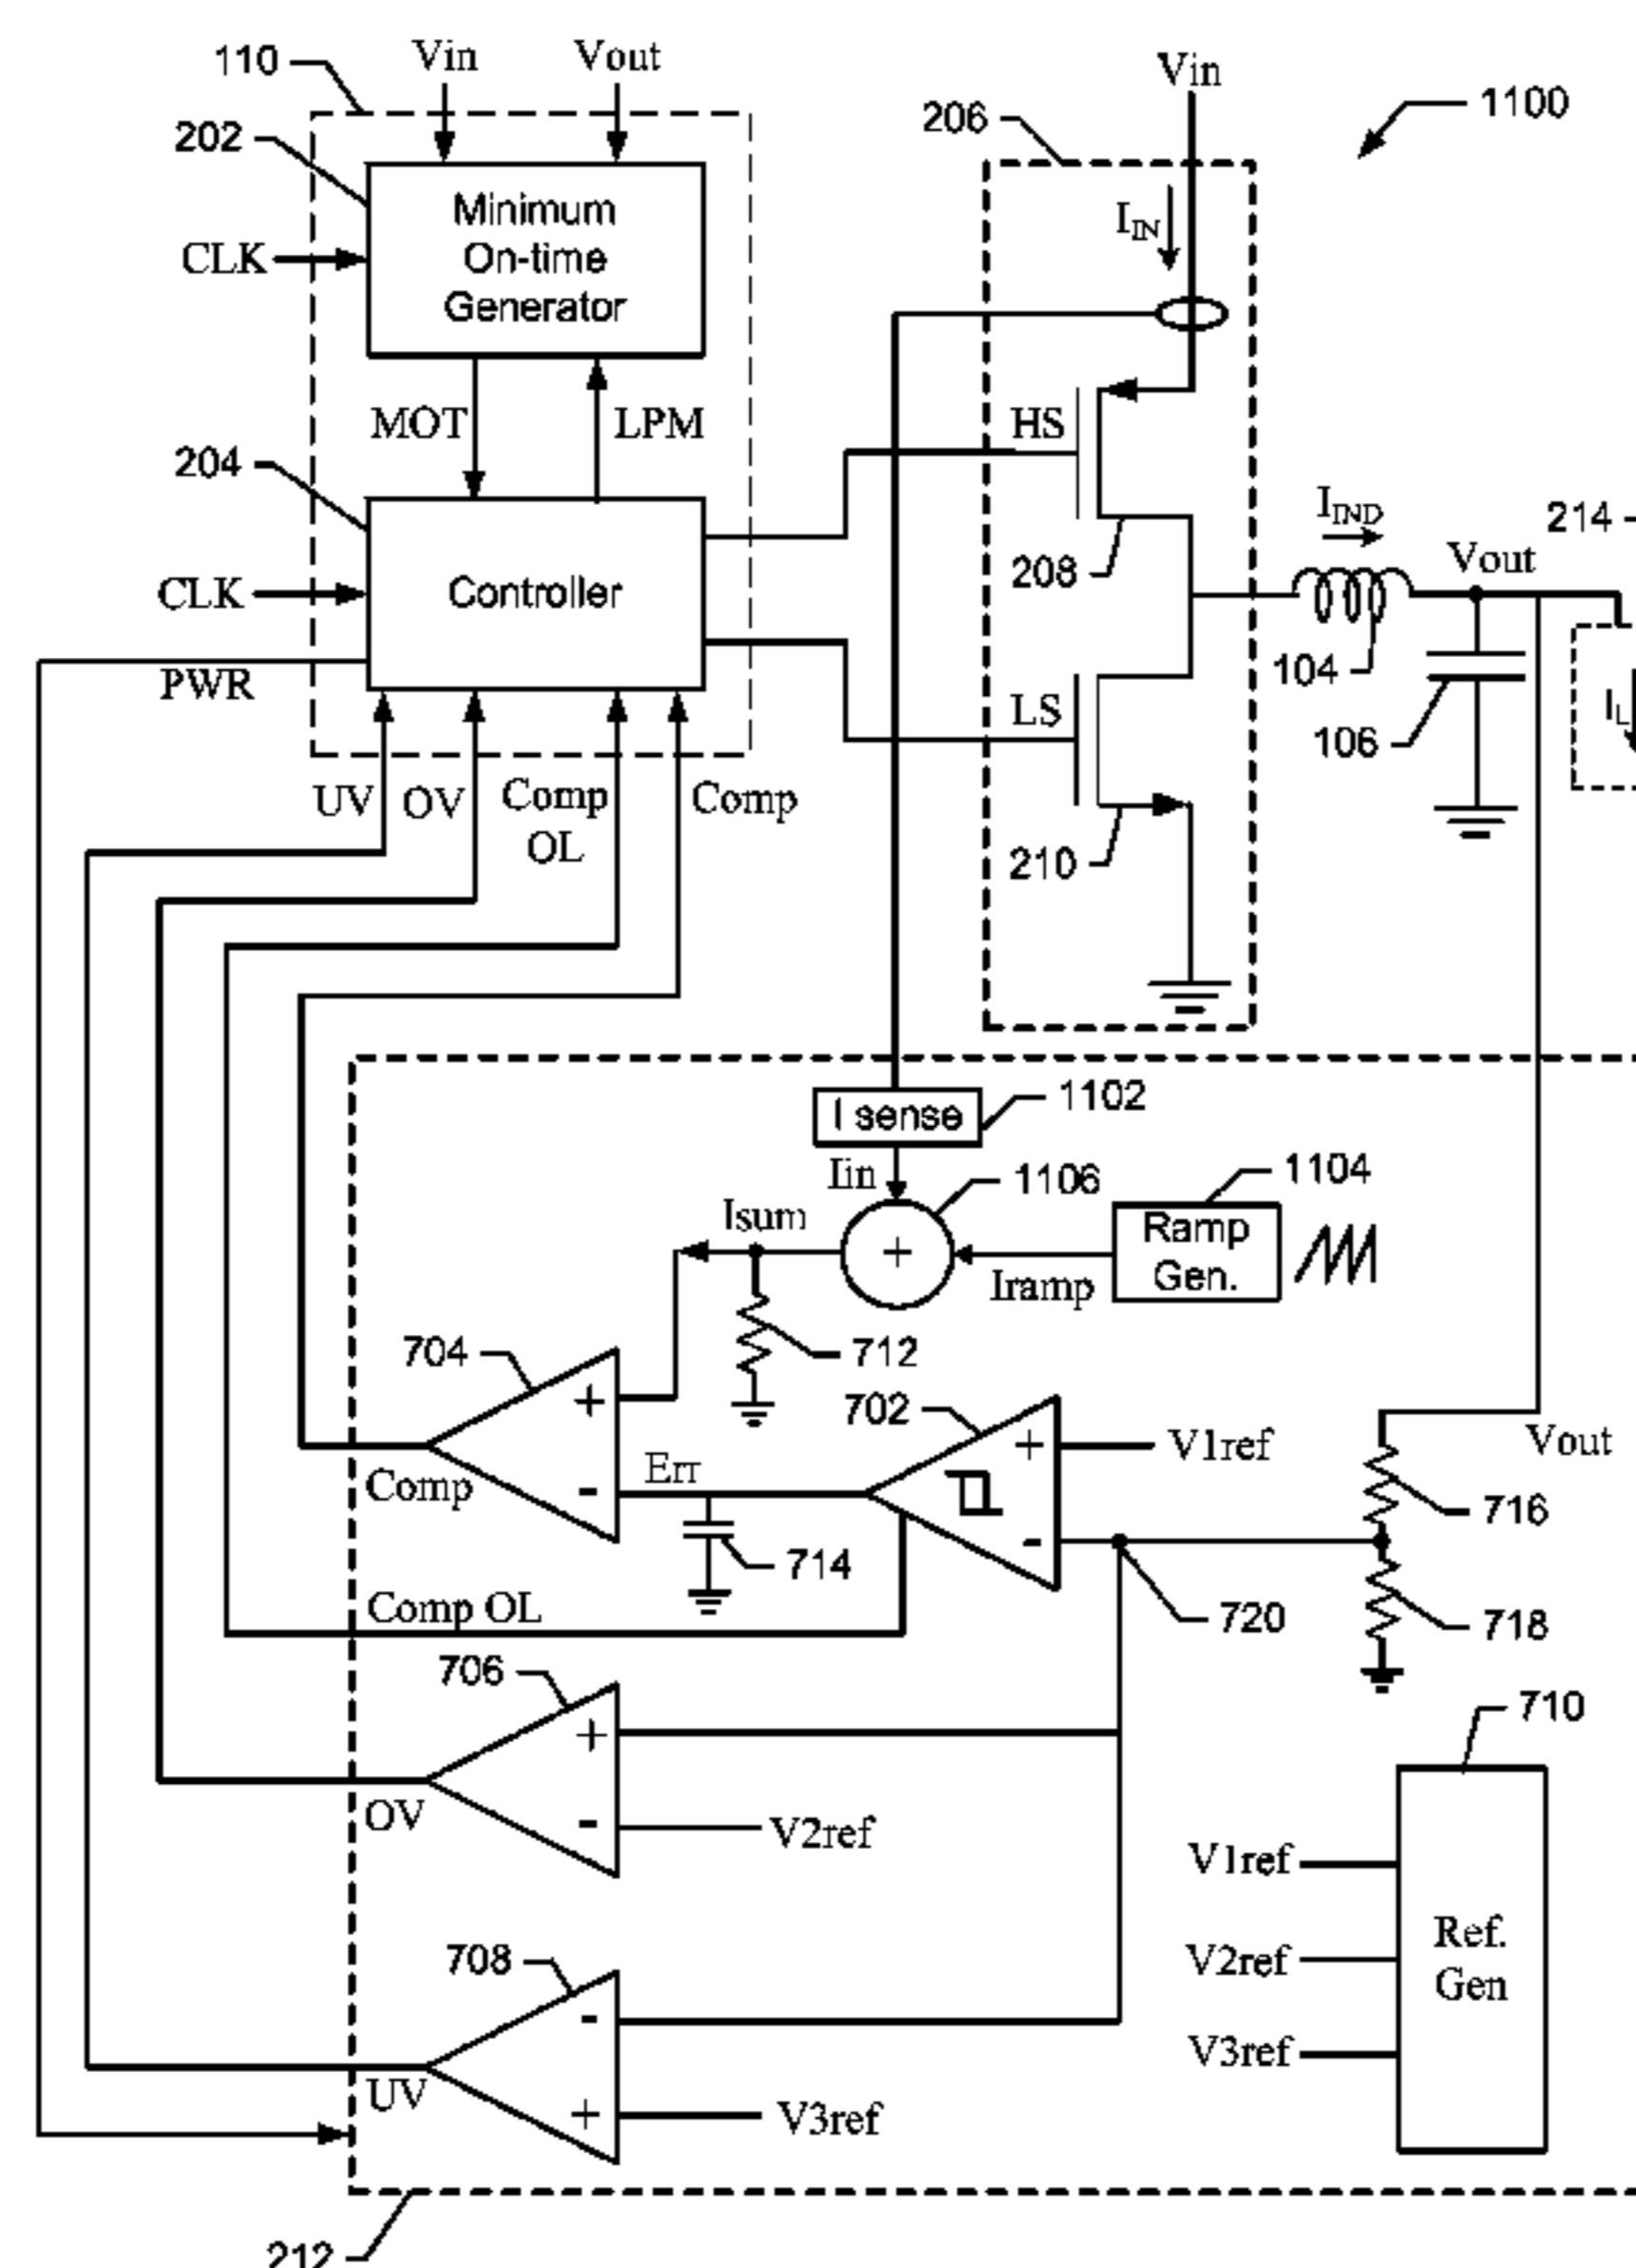 110
Vin
Vout
Vin
1100
202
206
Minimum
On-time
Generator
I_IN
CLK
MOT
LPM
HS
204
I_IND
214
Vout
208
CLK
Controller
104
PWR
LS
I_L
106
UV
OV
Comp
OL
Comp
210
I sense
1102
Iin
1106
1104
Isum
Ramp
Gen.
+
Iramp
704
712
702
+
+
V1ref
Vout
Err
Comp
-
716
-
714
Comp OL
720
718
706
710
+
OV
-
V2ref
V1ref
Ref.
Gen
708
V2ref
-
V3ref
UV
+
V3ref
212